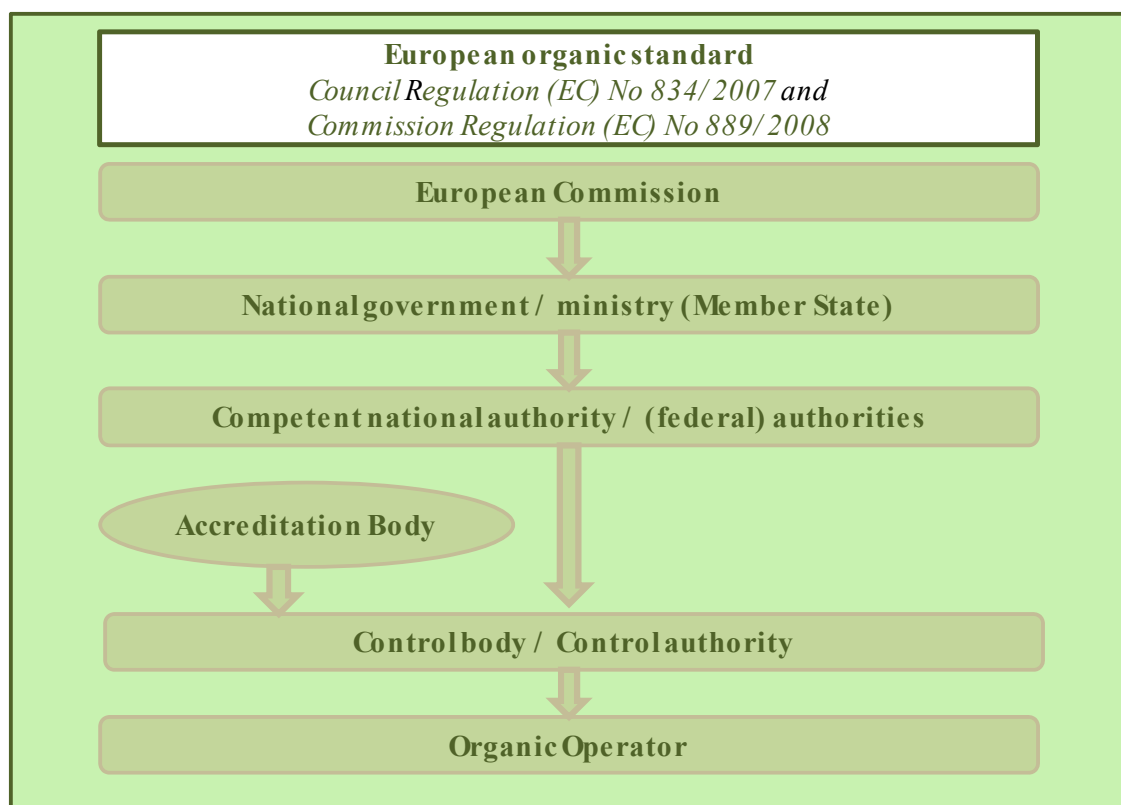 European organic standard
Council Regulation (EC) No 834/2007 and
Commission Regulation (EC) No 889/2008
European Commission
National government / ministry (Member State)
Competent national authority / (federal) authorities
Accreditation Body
Control body / Control authority
Organic Operator